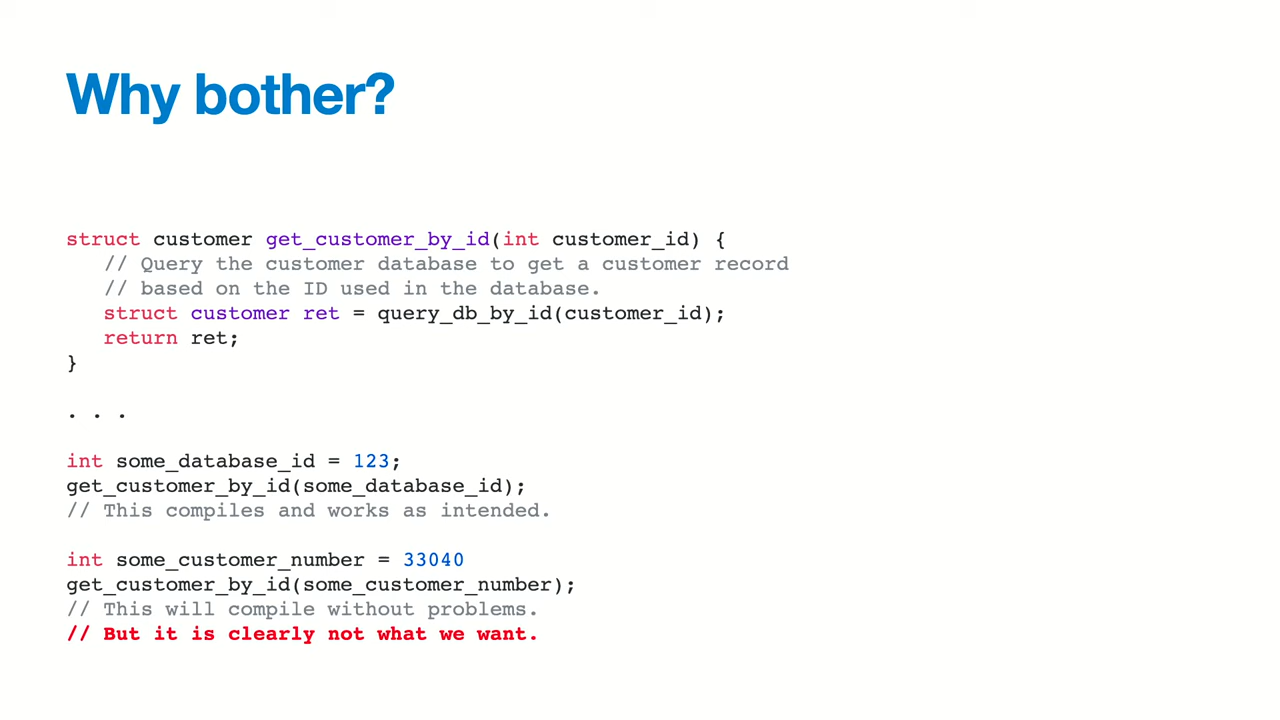 Why bother?
struct customer get_customer_by_id(int customer_id) {
// Query the customer database to get a customer record
// based on the ID used in the database.
struct customer ret = query_db_by_id(customer_id);
return ret;
}
. . .
int some_database_id = 123;
get_customer_by_id(some_database_id);
// This compiles and works as intended.
int some_customer_number = 33040
get_customer_by_id(some_customer_number);
// This will compile without problems.
// But it is clearly not what we want.